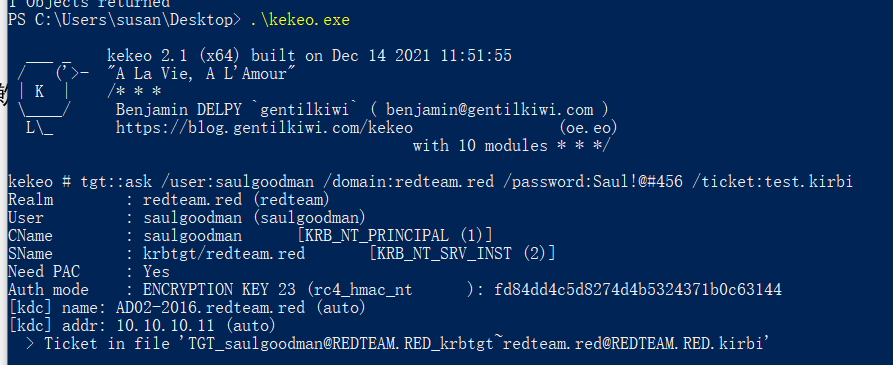 1 Objects returned
PS C:\Users\susan\Desktop> .\kekeo.exe
  ___ _    kekeo 2.1 (x64) built on Dec 14 2021 11:51:55
 /   ('>-  "A La Vie, A L'Amour"
 | K  |    /* * *
 \____/     Benjamin DELPY `gentilkiwi` ( benjamin@gentilkiwi.com )
  L\_       https://blog.gentilkiwi.com/kekeo                (oe.eo)
                                             with 10 modules * * */
kekeo # tgt::ask /user:saulgoodman /domain:redteam.red /password:Saul!@#456 /ticket:test.kirbi
Realm        : redteam.red (redteam)
User         : saulgoodman (saulgoodman)
CName        : saulgoodman     [KRB_NT_PRINCIPAL (1)]
SName        : krbtgt/redteam.red      [KRB_NT_SRV_INST (2)]
Need PAC     : Yes
Auth mode    : ENCRYPTION KEY 23 (rc4_hmac_nt      ): fd84dd4c5d8274d4b5324371b0c63144
[kdc] name: AD02-2016.redteam.red (auto)
[kdc] addr: 10.10.10.11 (auto)
  > Ticket in file 'TGT_saulgoodman@REDTEAM.RED_krbtgt~redteam.red@REDTEAM.RED.kirbi'